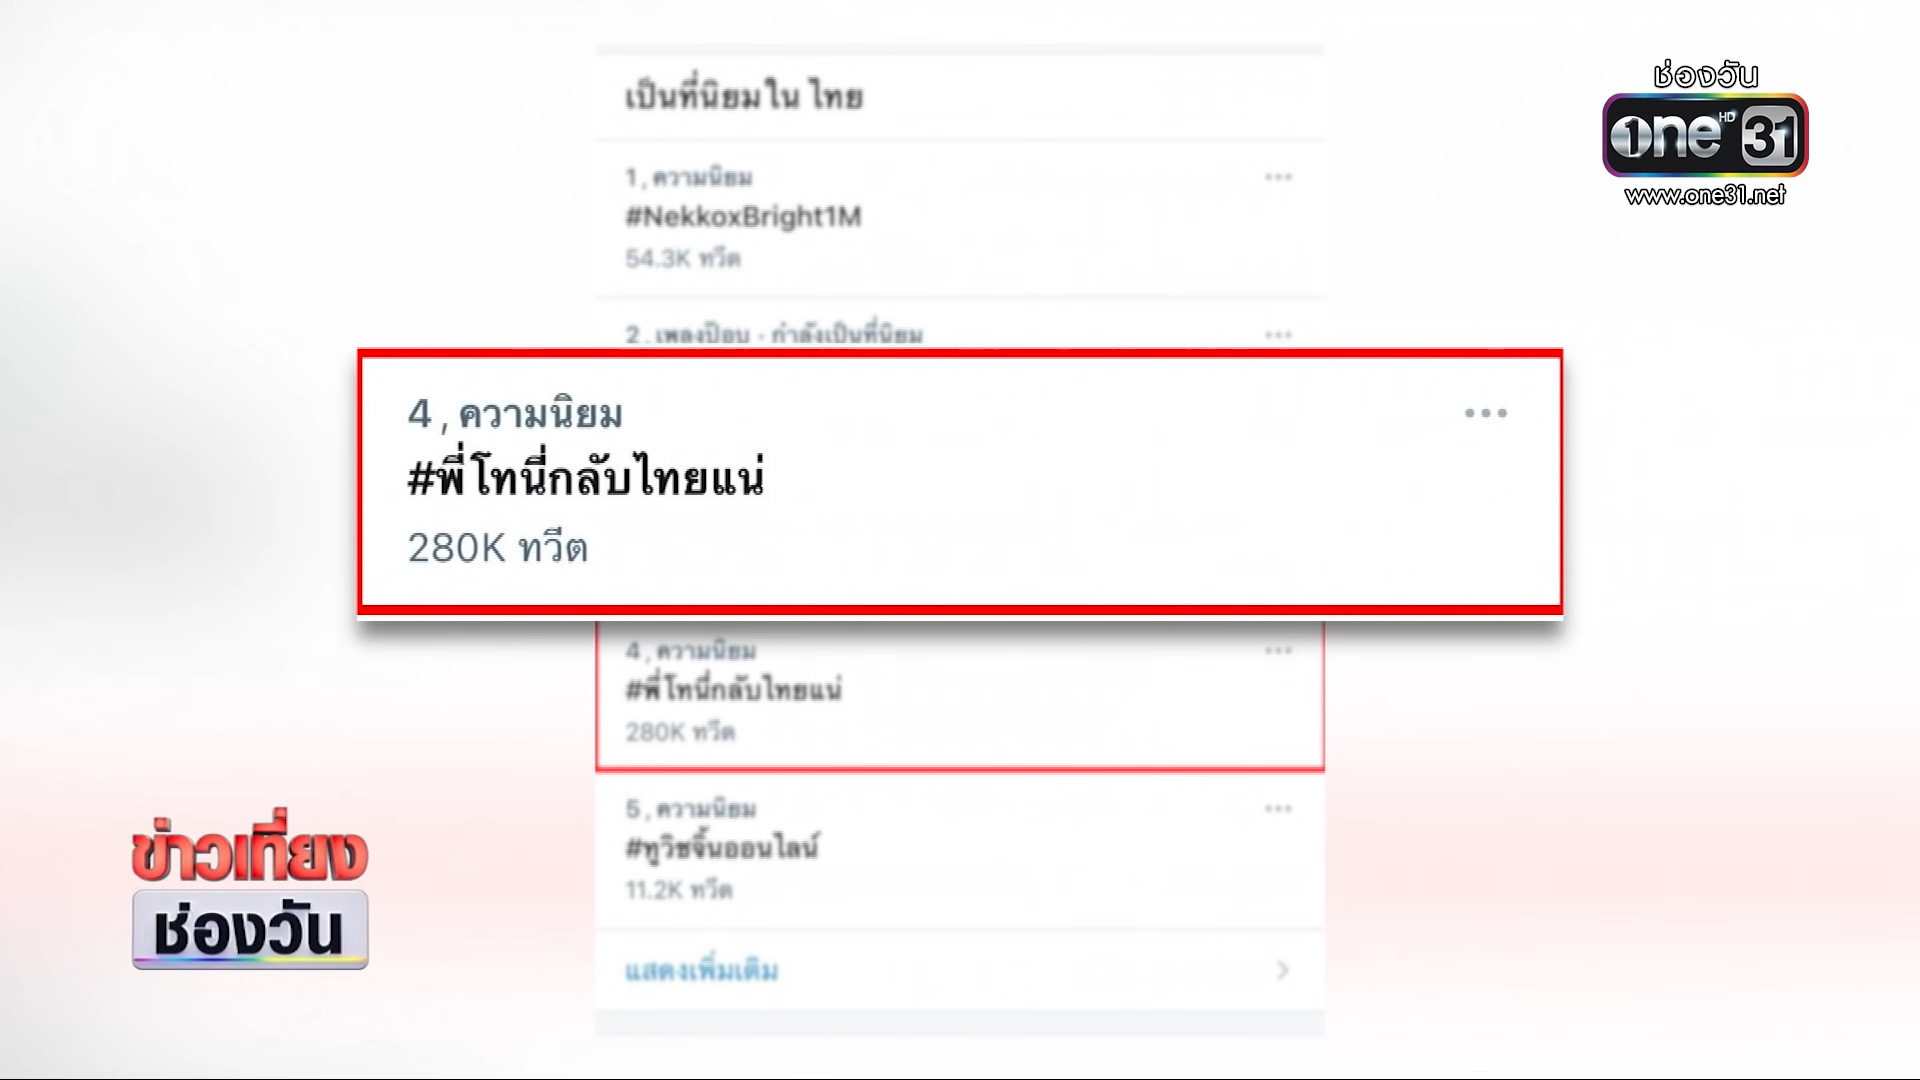 เป็นที่นิยมใน ไทย
ช่องวัน
one HD 31
www.one31.net
1 , ความนิยม
#NekkoxBright1M
54.3K ทวีต
2 . เพลงป๊อบ · กำลังเป็นที่นิยม
4 , ความนิยม
#พี่โทนี่กลับไทยแน่
280K ทวีต
4 , ความนิยม
#พี่โทนี่กลับไทยแน่
280K ทวีต
5 , ความนิยม
#ทูวิชจิ้นออนไลน์
11.2K ทวีต
แสดงเพิ่มเติม
ข่าวเที่ยง
ช่องวัน